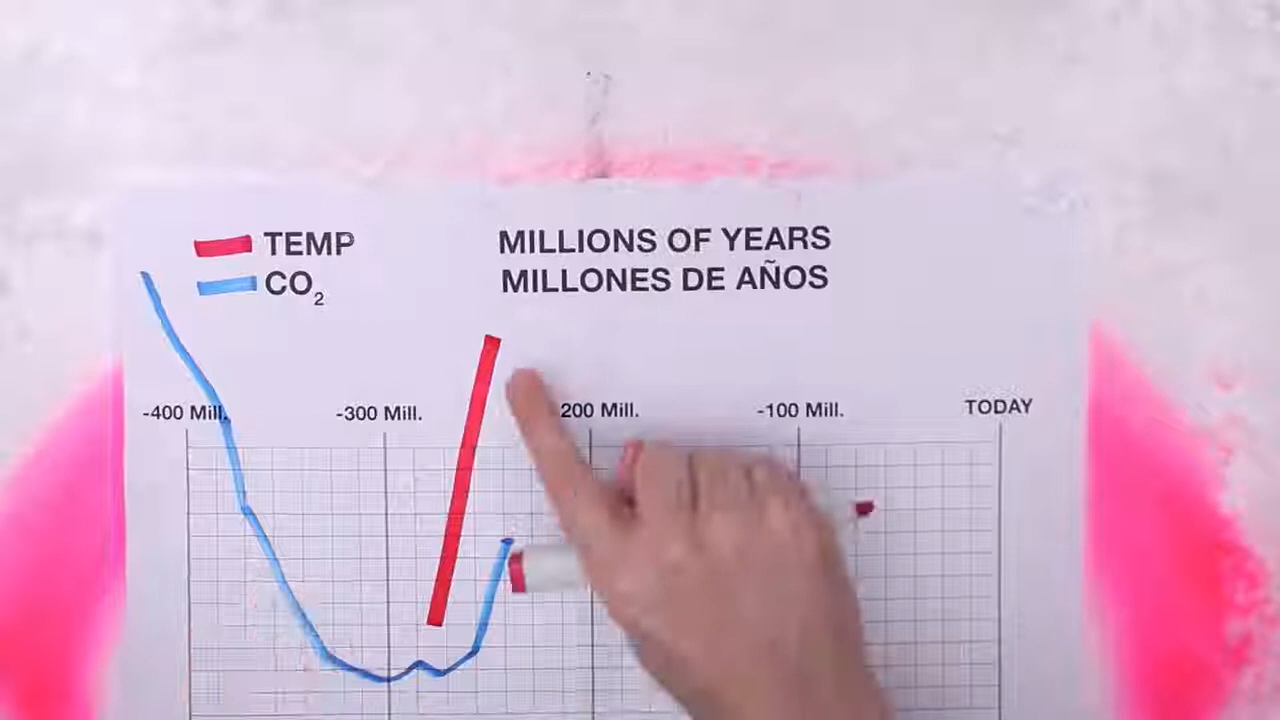 TEMP
CO₂
MILLIONS OF YEARS
MILLONES DE AÑOS
-400 Mill. -300 Mill. 200 Mill. -100 Mill. TODAY